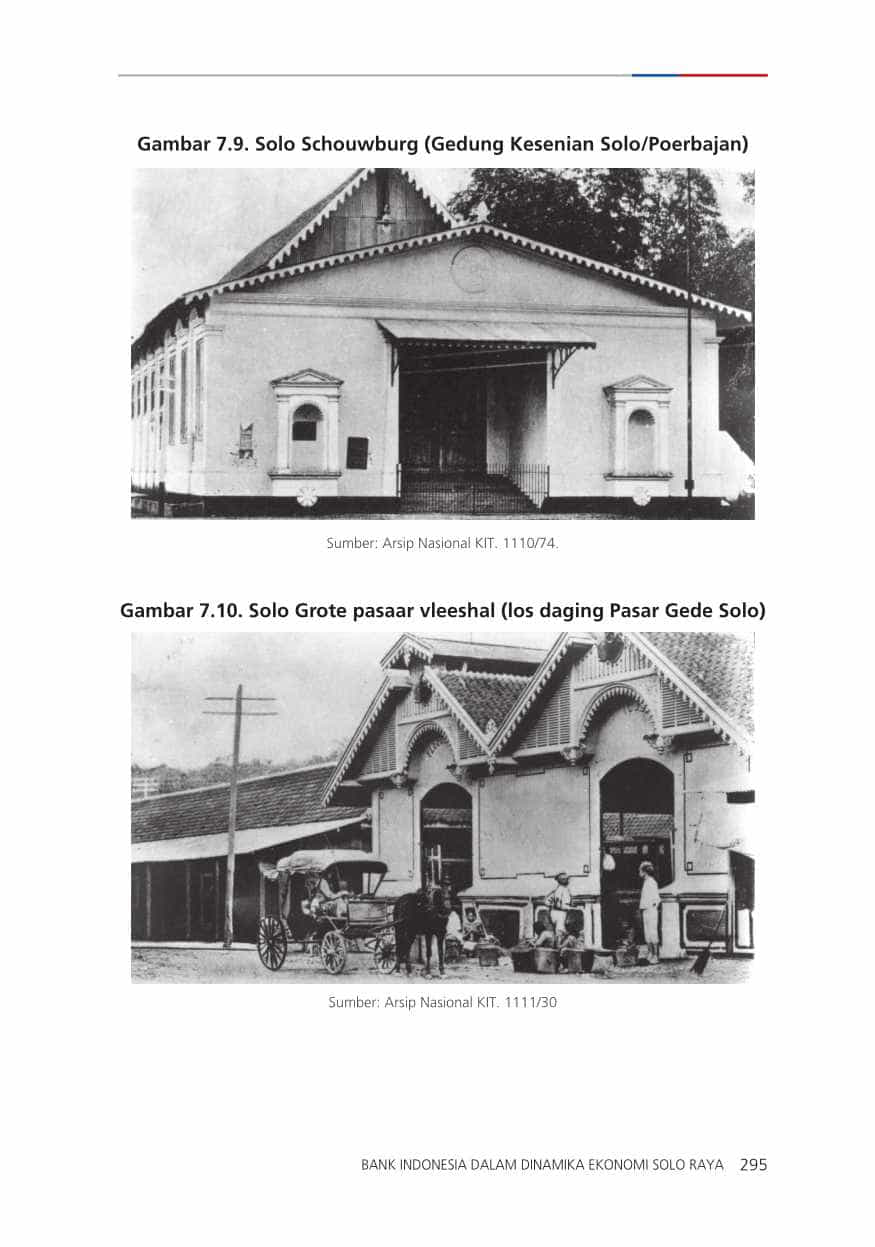 Gambar 7.9. Solo Schouwburg (Gedung Kesenian Solo/Poerbajan)
Sumber: Arsip Nasional KIT. 1110/74.
Gambar 7.10. Solo Grote pasaar vleeshal (los daging Pasar Gede Solo)
Sumber: Arsip Nasional KIT. 1111/30
BANK INDONESIA DALAM DINAMIKA EKONOMI SOLO RAYA 295